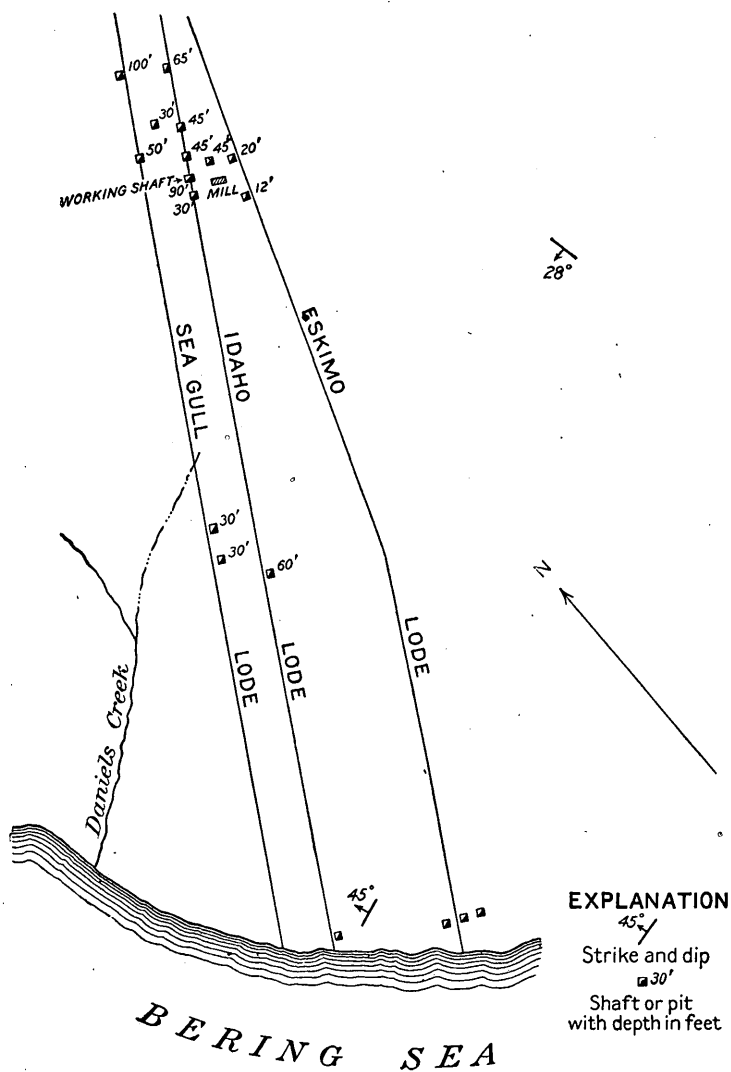 100'
65'
30'
45'
50'
45'
45'
20'
WORKING SHAFT
90'
MILL
12'
30'
28°
SEA GULL
IDAHO
ESKIMO
30'
30'
60'
N
LODE
LODE
LODE
Daniels Creek
45°
EXPLANATION
45°
Strike and dip
30'
Shaft or pit
with depth in feet
BERING SEA